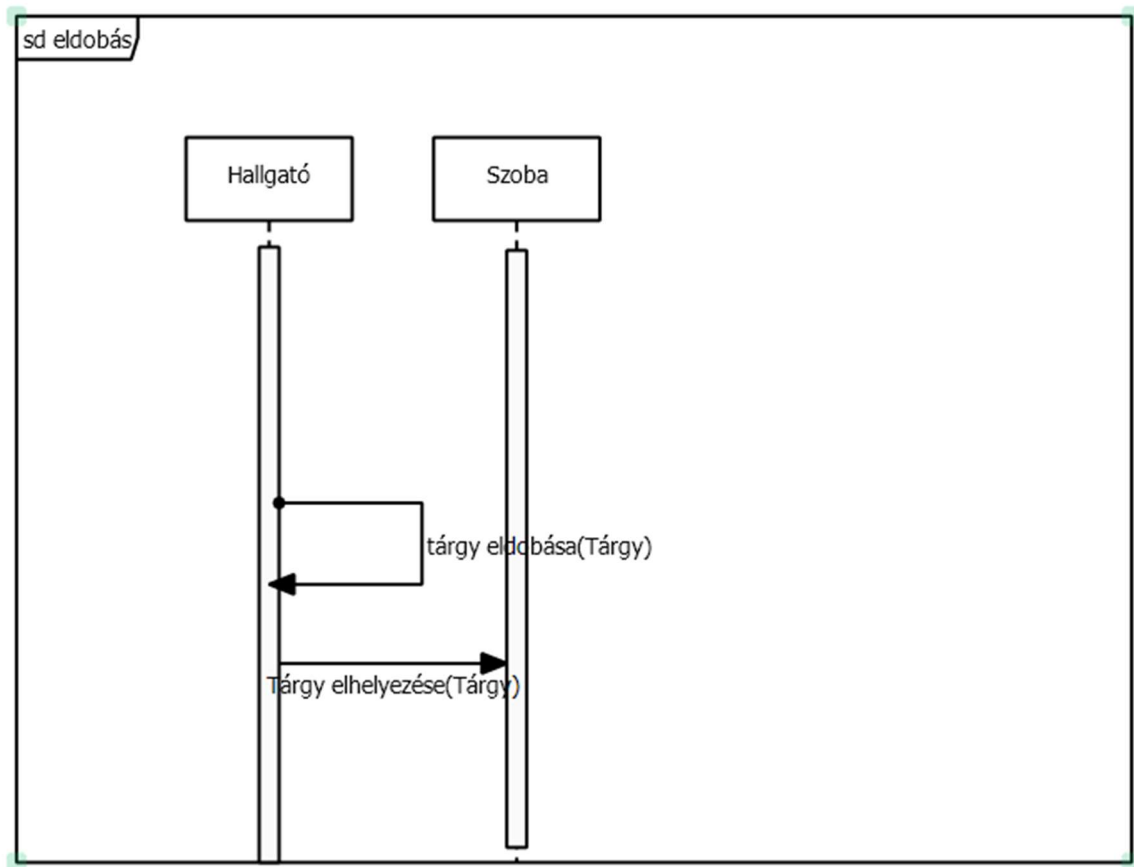 sd eldobás
Hallgató
Szoba
tárgy eldobása(Tárgy)
Tárgy elhelyezése(Tárgy)